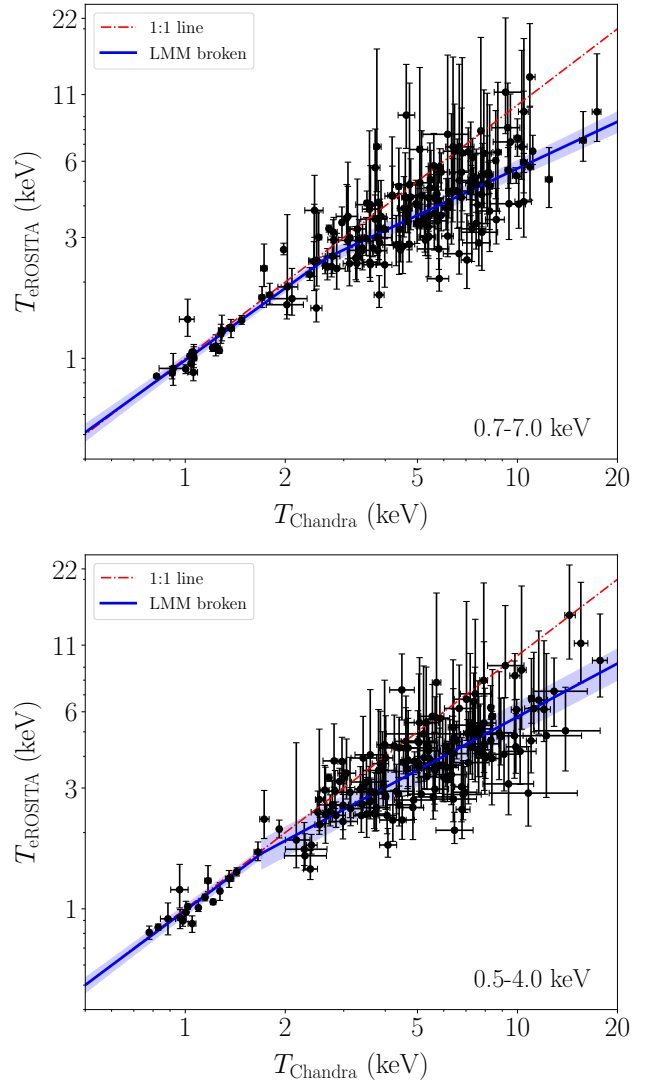 1:1 line
LMM broken
22
11
6
3
1
T_eROSITA (keV)
0.7-7.0 keV
1 2 5 10 20
T_Chandra (keV)
1:1 line
LMM broken
22
11
6
3
1
T_eROSITA (keV)
0.5-4.0 keV
1 2 5 10 20
T_Chandra (keV)